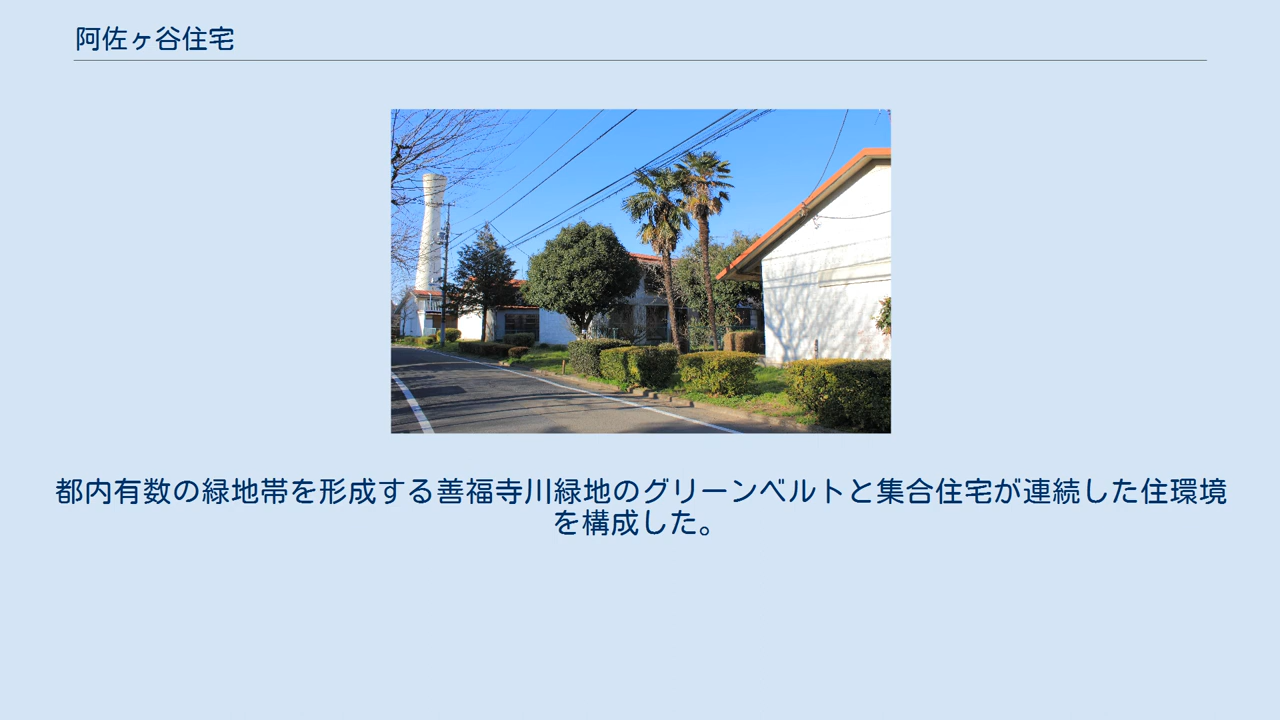 阿佐ヶ谷住宅
都内有数の緑地帯を形成する善福寺川緑地のグリーンベルトと集合住宅が連続した住環境
を構成した。